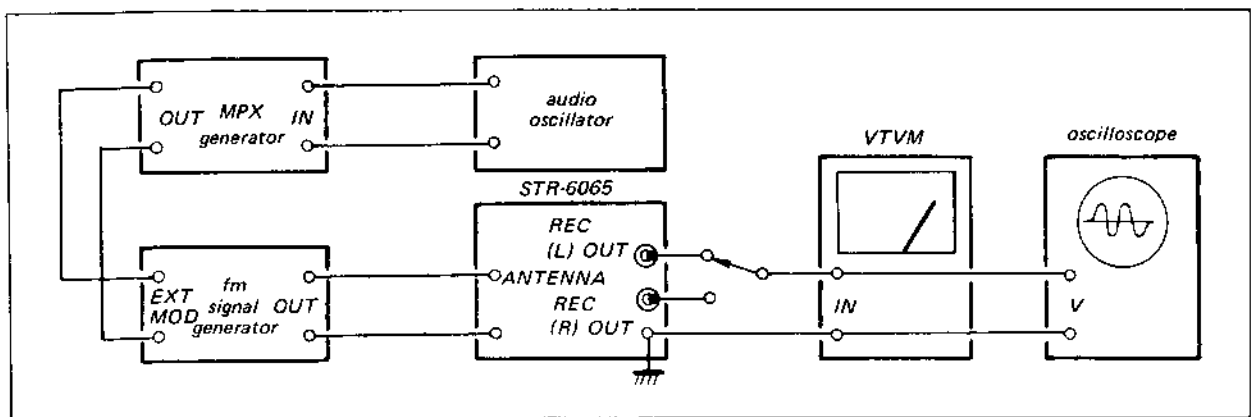 OUT MPX IN
generator
audio
oscillator
VTVM
oscilloscope
STR-6065
REC
(L) OUT
ANTENNA
REC
(R) OUT
EXT
MOD
fm
signal OUT
generator
IN
V